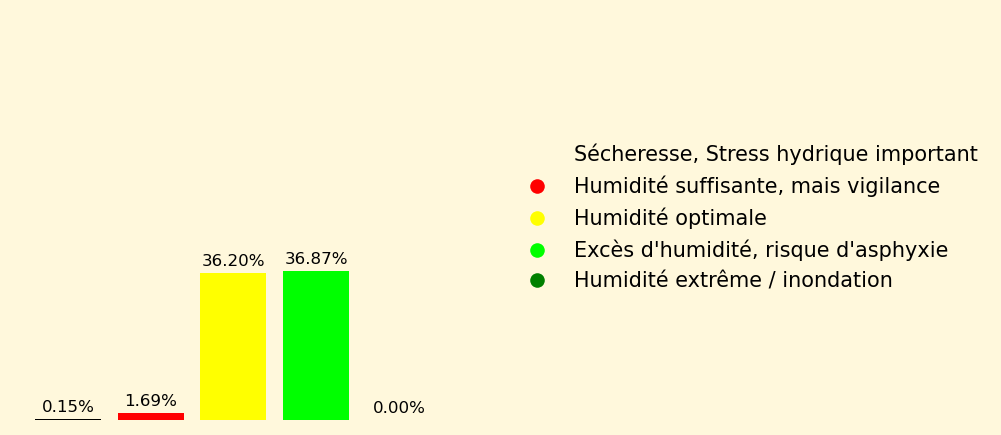 Sécheresse, Stress hydrique important
Humidité suffisante, mais vigilance
Humidité optimale
Excès d'humidité, risque d'asphyxie
Humidité extrême / inondation
36.20%
36.87%
0.15%
1.69%
0.00%